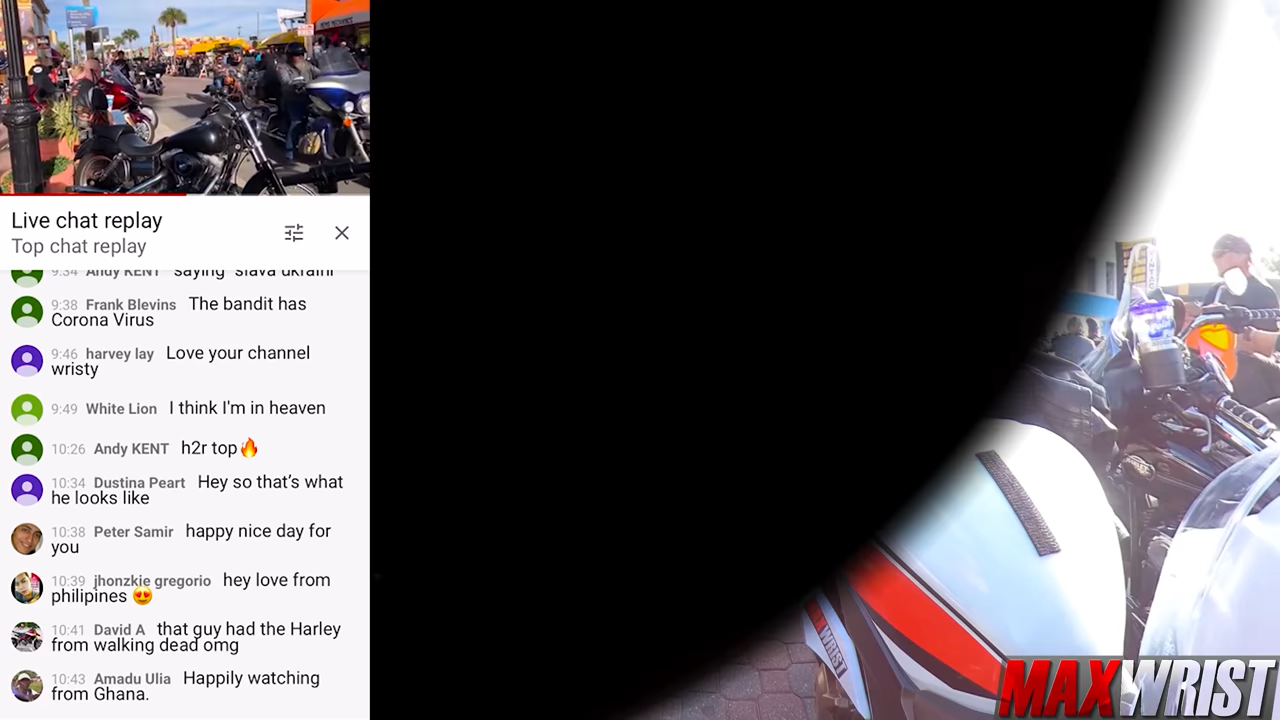 Live chat replay
Top chat replay
9:34 Andy KENT saying slava ukraini
9:38 Frank Blevins The bandit has
Corona Virus
9:46 harvey lay Love your channel
wristy
9:49 White Lion I think I'm in heaven
10:26 Andy KENT h2r top🔥
10:34 Dustina Peart Hey so that’s what
he looks like
10:38 Peter Samir happy nice day for
you
10:39 jhonzkie gregorio hey love from
philipines 😍
10:41 David A that guy had the Harley
from walking dead omg
10:43 Amadu Ulia Happily watching
from Ghana.
MAXWRIST
MAXWRIST